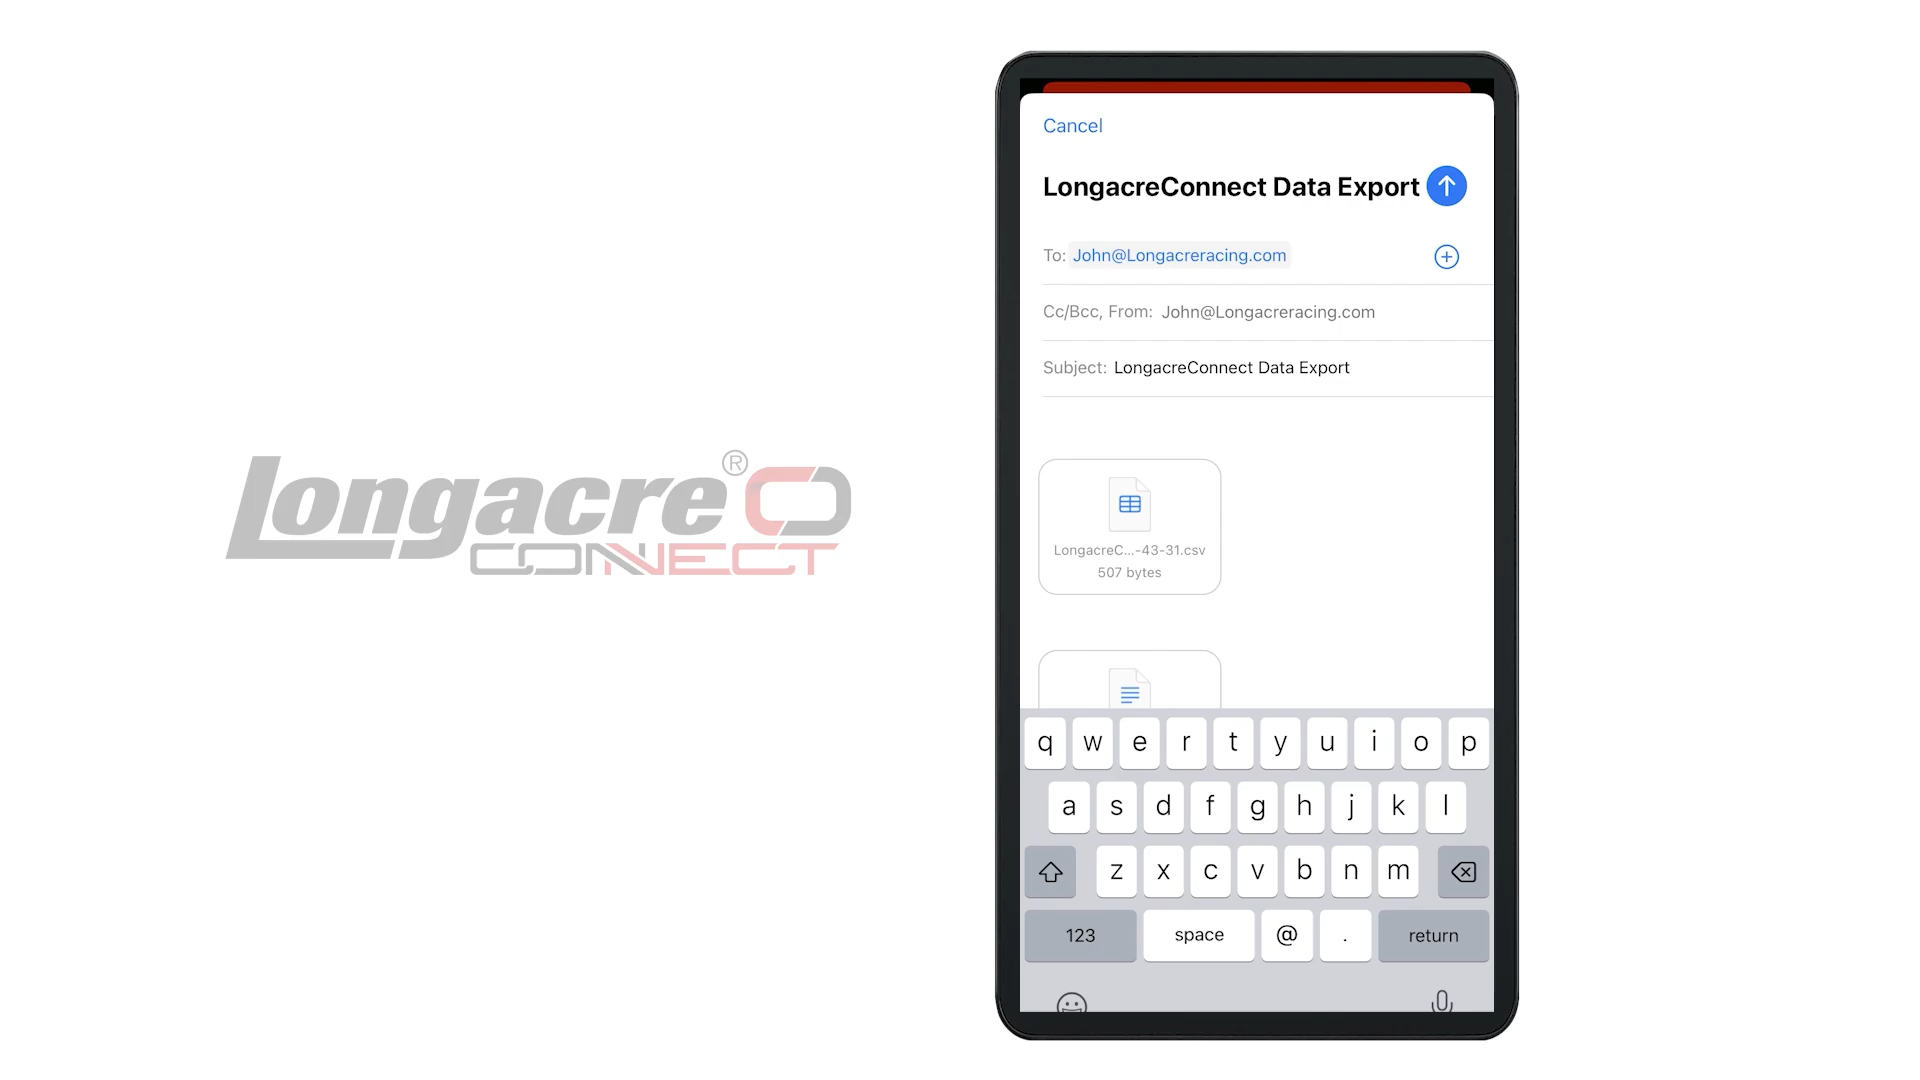 Longacre®
CONNECT
Cancel
LongacreConnect Data Export
To: John@Longacreracing.com
Cc/Bcc, From: John@Longacreracing.com
Subject: LongacreConnect Data Export
LongacreC...-43-31.csv
507 bytes
q w e r t y u i o p
a s d f g h j k l
z x c v b n m
123 space @ . return